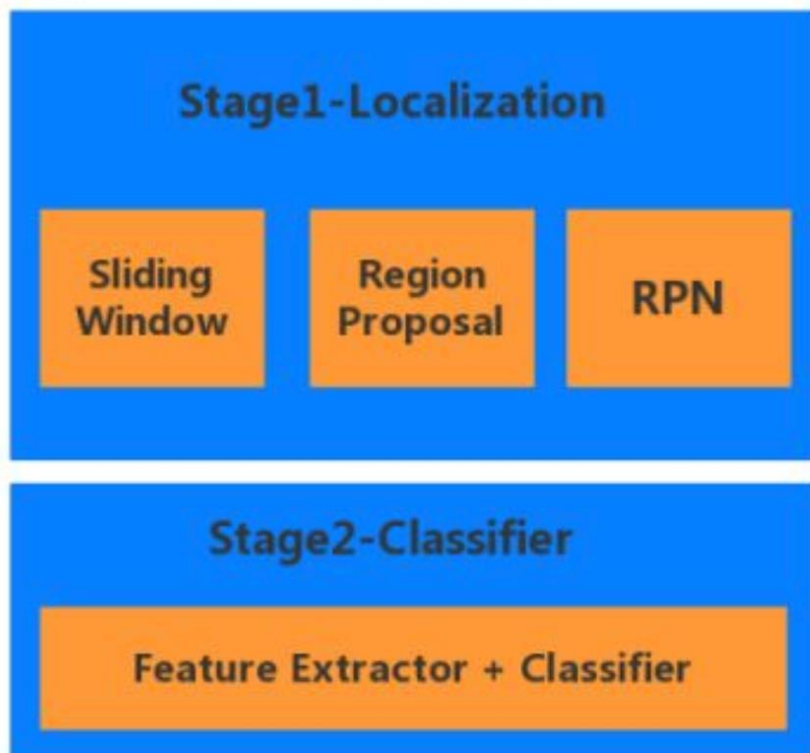 Stage1-Localization
Sliding
Window
Region
Proposal
RPN
Stage2-Classifier
Feature Extractor + Classifier